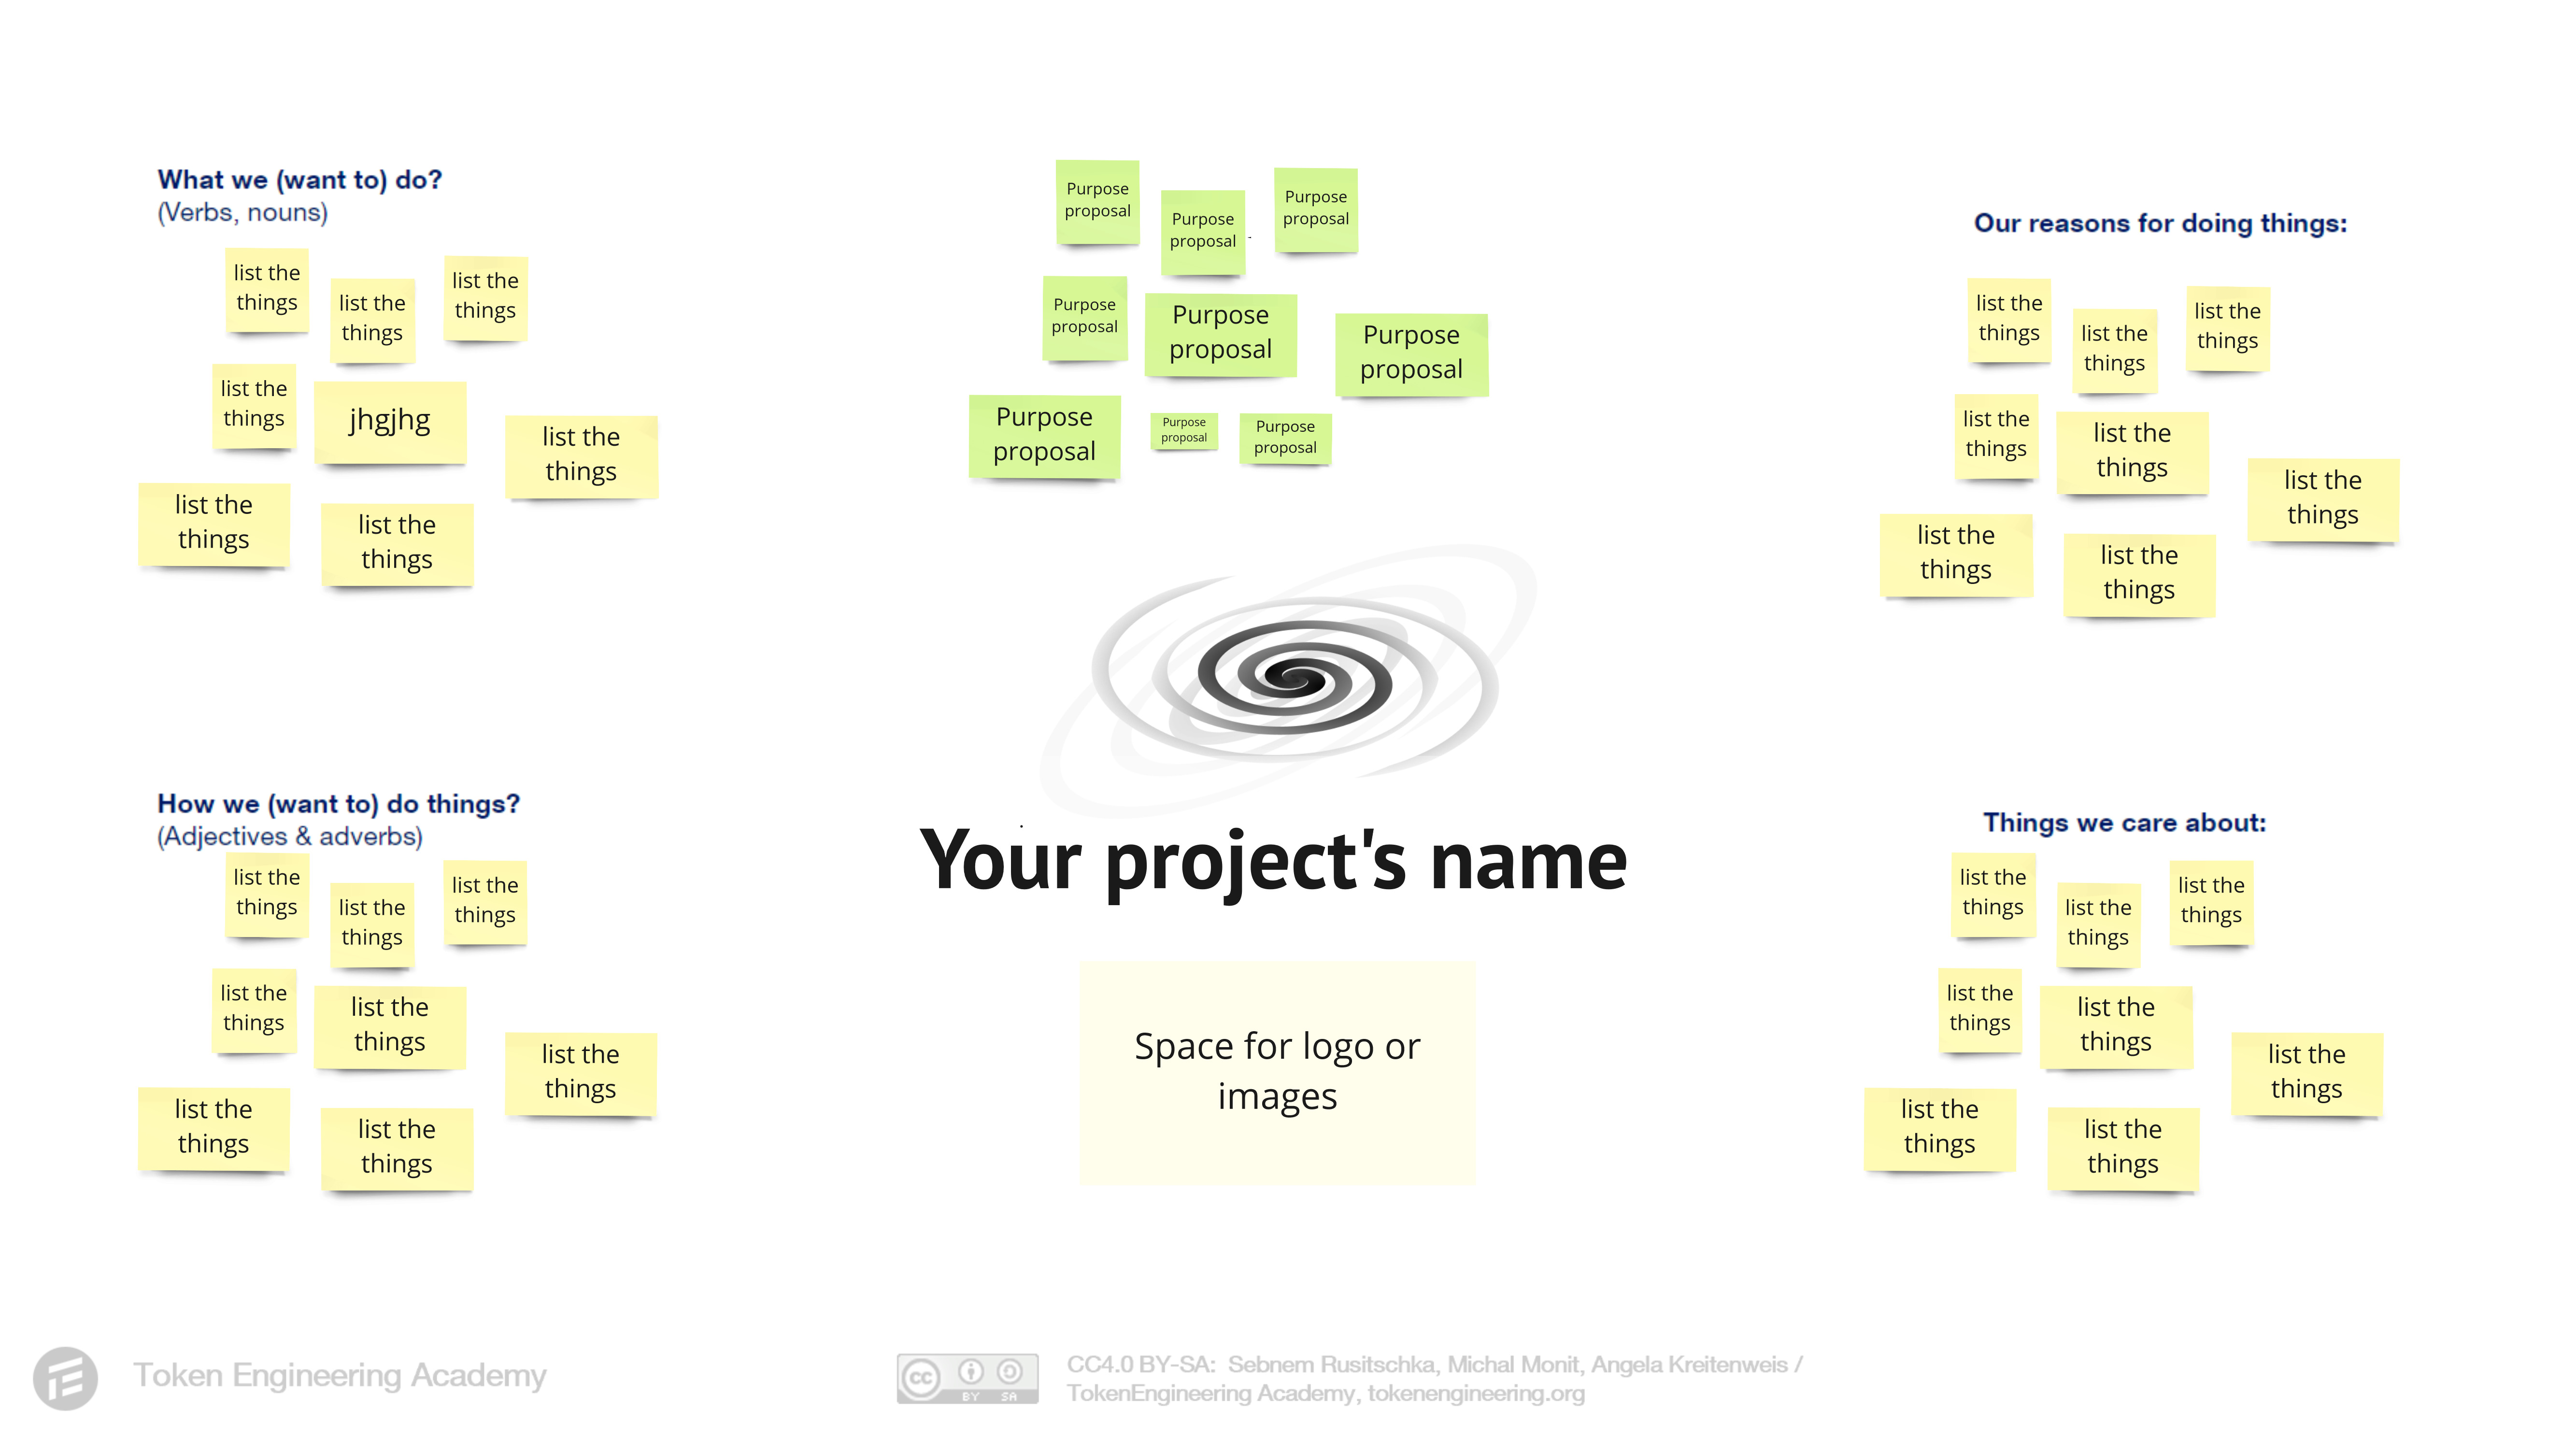 What we (want to) do?
(Verbs, nouns)
list the
things
list the
things
list the
things
list the
things
jhgjhg
list the
things
list the
things
list the
things
Purpose
proposal
Purpose
proposal
-
Purpose
proposal
Purpose
proposal
Purpose
proposal
Purpose
proposal
Purpose
proposal
Purpose
proposal
Purpose
proposal
Our reasons for doing things:
list the
things
list the
things
list the
things
list the
things
list the
things
list the
things
list the
things
list the
things
How we (want to) do things?
(Adjectives & adverbs)
list the
things
list the
things
list the
things
list the
things
list the
things
list the
things
list the
things
list the
things
.
Your project's name
Space for logo or
images
Things we care about:
list the
things
list the
things
list the
things
list the
things
list the
things
list the
things
list the
things
list the
things
Token Engineering Academy
cc
BY SA
CC4.0 BY-SA: Sebnem Rusitschka, Michal Monit, Angela Kreitenweis /
TokenEngineering Academy, tokenengineering.org